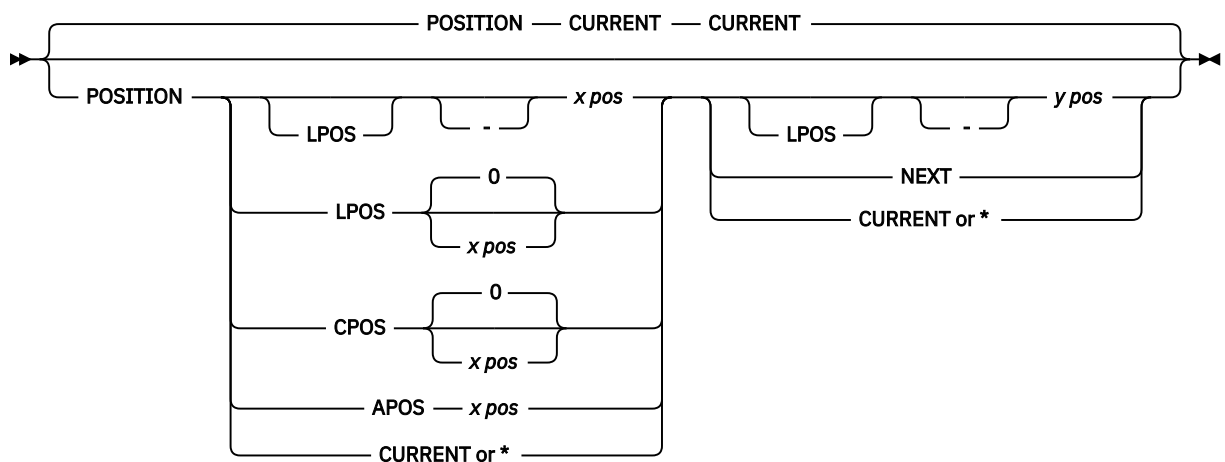 POSITION CURRENT CURRENT
POSITION - x pos - y pos
LPOS LPOS
0 NEXT
LPOS CURRENT or *
x pos
0
CPOS
x pos
APOS x pos
CURRENT or *